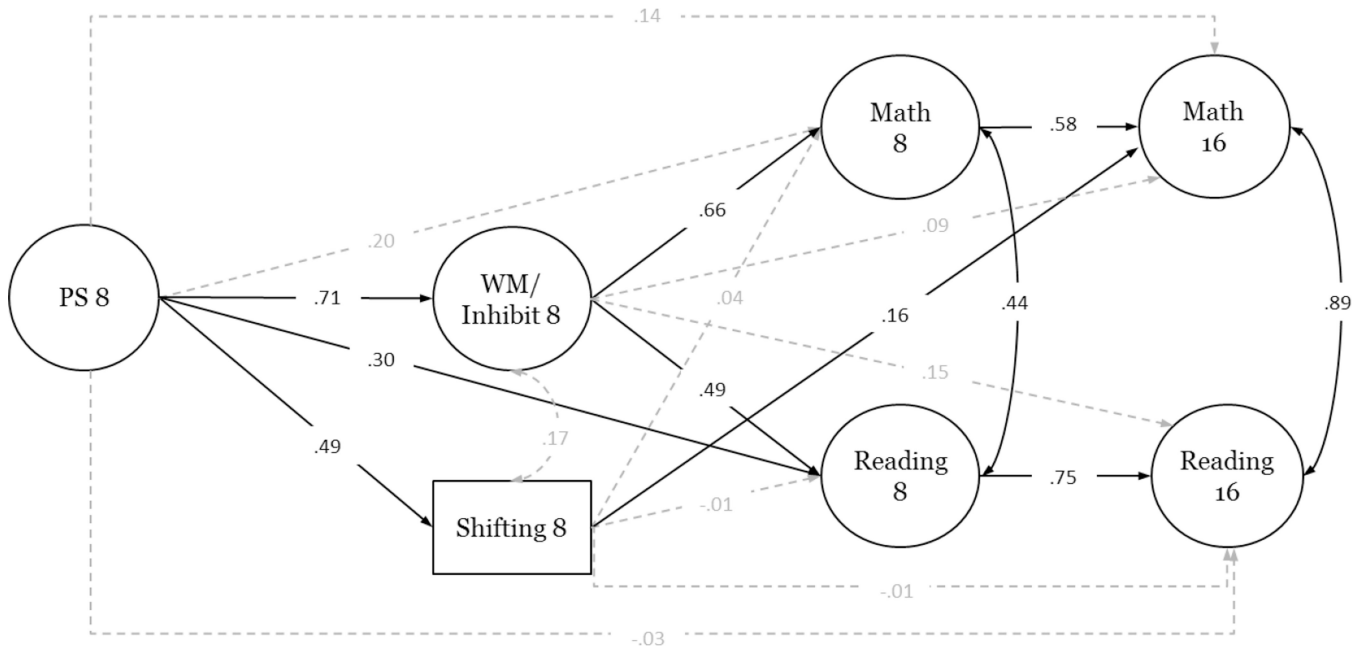 .14
Math
8
.58
Math
16
.66
.20
.09
PS 8
.71
WM/
Inhibit 8
.04
.16
.44
.89
.30
.15
.49
.49
.17
Reading
8
.75
Reading
16
-.01
Shifting 8
-.01
-.03